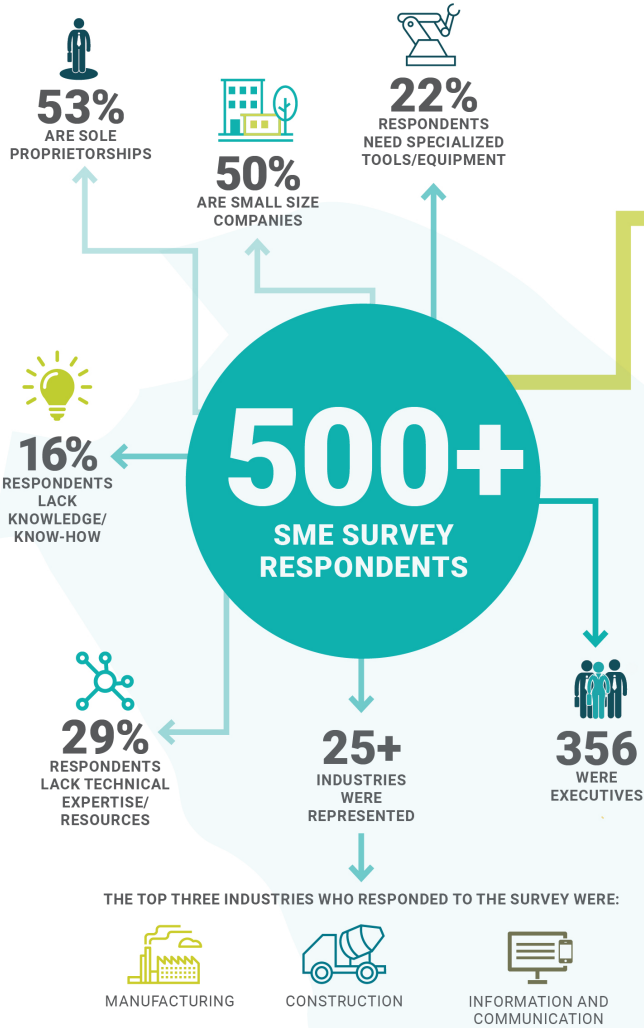 53%
ARE SOLE
PROPRIETORSHIPS
50%
ARE SMALL SIZE
COMPANIES
22%
RESPONDENTS
NEED SPECIALIZED
TOOLS/EQUIPMENT
16%
RESPONDENTS
LACK
KNOWLEDGE/
KNOW-HOW
500+
SME SURVEY
RESPONDENTS
29%
RESPONDENTS
LACK TECHNICAL
EXPERTISE/
RESOURCES
25+
INDUSTRIES
WERE
REPRESENTED
356
WERE
EXECUTIVES
THE TOP THREE INDUSTRIES WHO RESPONDED TO THE SURVEY WERE:
MANUFACTURING
CONSTRUCTION
INFORMATION AND
COMMUNICATION